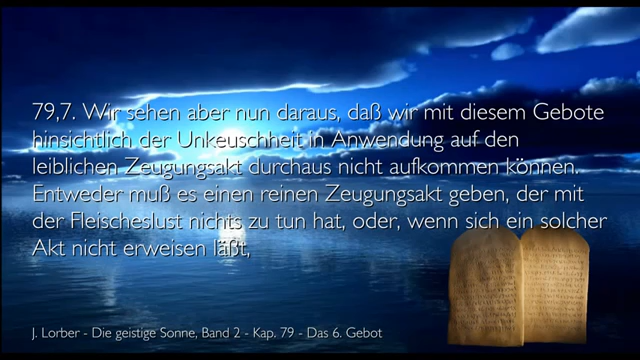 79,7. Wir sehen aber nun daraus, daß wir mit diesem Gebote
hinsichtlich der Unkeuschheit in Anwendung auf den
leiblichen Zeugungsakt durchaus nicht aufkommen können.
Entweder muß es einen reinen Zeugungsakt geben, der mit
der Fleischeslust nichts zu tun hat, oder, wenn sich ein solcher
Akt nicht erweisen läßt,
J. Lorber - Die geistige Sonne, Band 2 - Kap. 79 - Das 6. Gebot